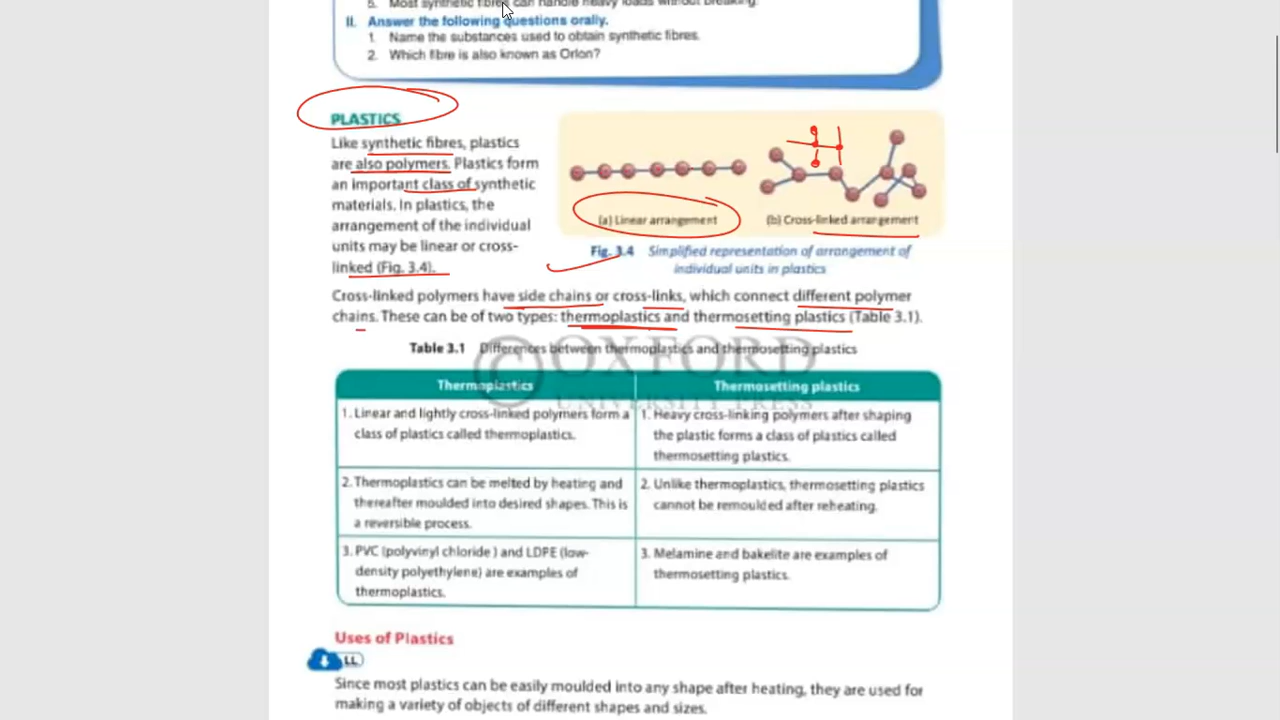 5. Most synthetic fibres can handle heavy loads without breaking.
II. Answer the following questions orally.
1. Name the substances used to obtain synthetic fibres.
2. Which fibre is also known as Orlon?
PLASTICS
Like synthetic fibres, plastics
are also polymers. Plastics form
an important class of synthetic
materials. In plastics, the
arrangement of the individual
units may be linear or cross-
linked (Fig. 3.4).
(a) Linear arrangement
(b) Cross-linked arrangement
Fig. 3.4 Simplified representation of arrangement of
individual units in plastics
Cross-linked polymers have side chains or cross-links, which connect different polymer
chains. These can be of two types: thermoplastics and thermosetting plastics (Table 3.1).
© OXFORD
UNIVERSITY PRESS
Table 3.1 Differences between thermoplastics and thermosetting plastics
Thermoplastics
Thermosetting plastics
1. Linear and lightly cross-linked polymers form a
class of plastics called thermoplastics.
1. Heavy cross-linking polymers after shaping
the plastic forms a class of plastics called
thermosetting plastics.
2. Thermoplastics can be melted by heating and
thereafter moulded into desired shapes. This is
a reversible process.
2. Unlike thermoplastics, thermosetting plastics
cannot be remoulded after reheating.
3. PVC (polyvinyl chloride ) and LDPE (low-
density polyethylene) are examples of
thermoplastics.
3. Melamine and bakelite are examples of
thermosetting plastics.
Uses of Plastics
LL
Since most plastics can be easily moulded into any shape after heating, they are used for
making a variety of objects of different shapes and sizes.